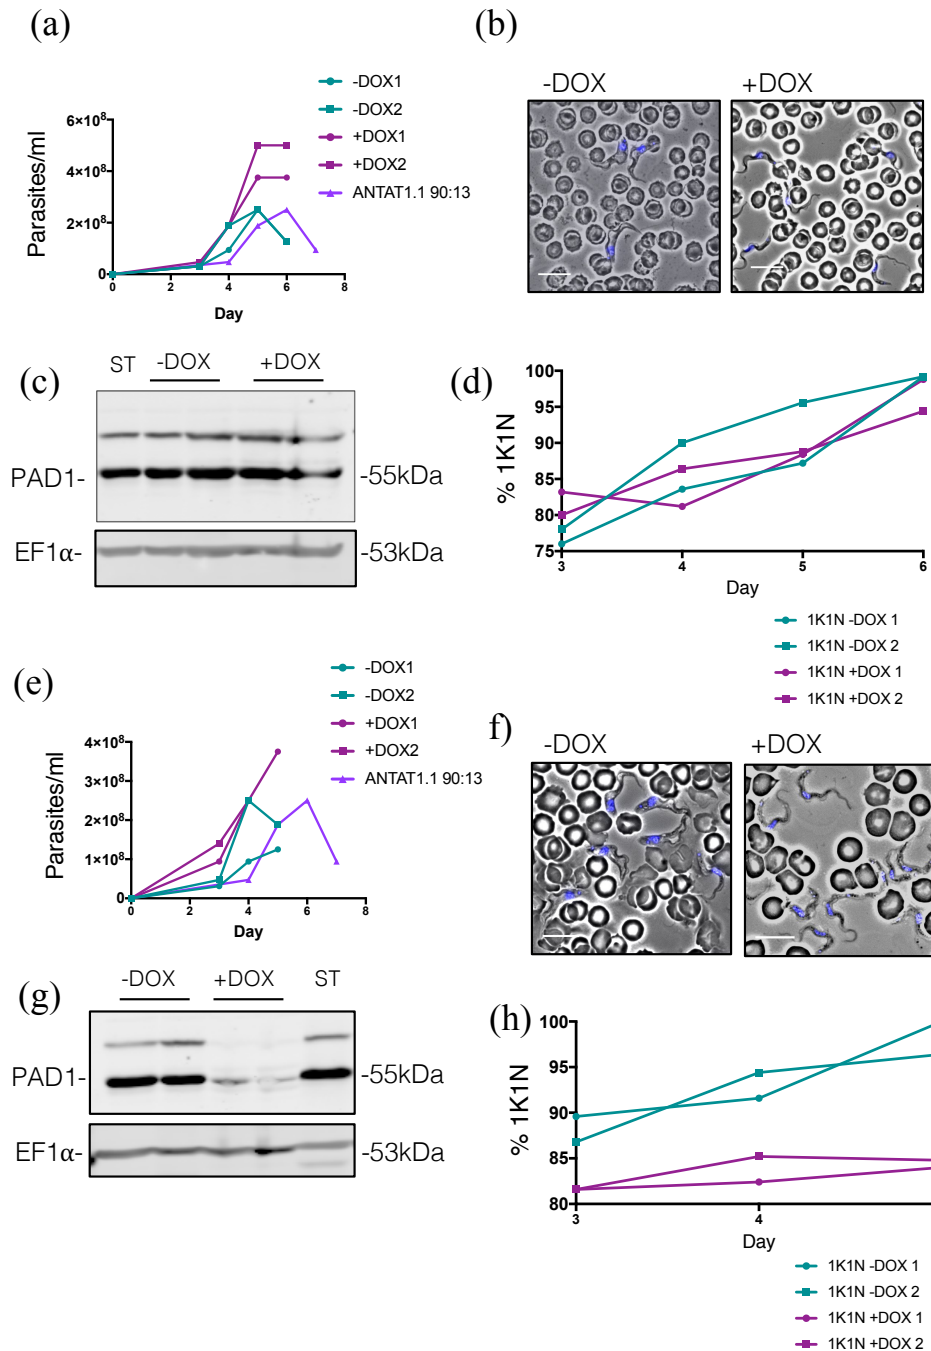 (a)
-DOX1
-DOX2
+DOX1
+DOX2
ANTAT1.1 90:13
6×10⁸
4×10⁸
2×10⁸
0
Parasites/ml
0 2 4 6 8
Day
(b)
-DOX +DOX
(c)
ST -DOX +DOX
PAD1- -55kDa
EF1α- -53kDa
(d)
100
95
90
85
80
75
% 1K1N
3 4 5 6
Day
1K1N -DOX 1
1K1N -DOX 2
1K1N +DOX 1
1K1N +DOX 2
(e)
-DOX1
-DOX2
+DOX1
+DOX2
ANTAT1.1 90:13
4×10⁸
3×10⁸
2×10⁸
1×10⁸
0
Parasites/ml
0 2 4 6 8
Day
f)
-DOX +DOX
(g)
-DOX +DOX ST
PAD1- -55kDa
EF1α- -53kDa
(h)
100
95
90
85
80
% 1K1N
3 4
Day
1K1N -DOX 1
1K1N -DOX 2
1K1N +DOX 1
1K1N +DOX 2